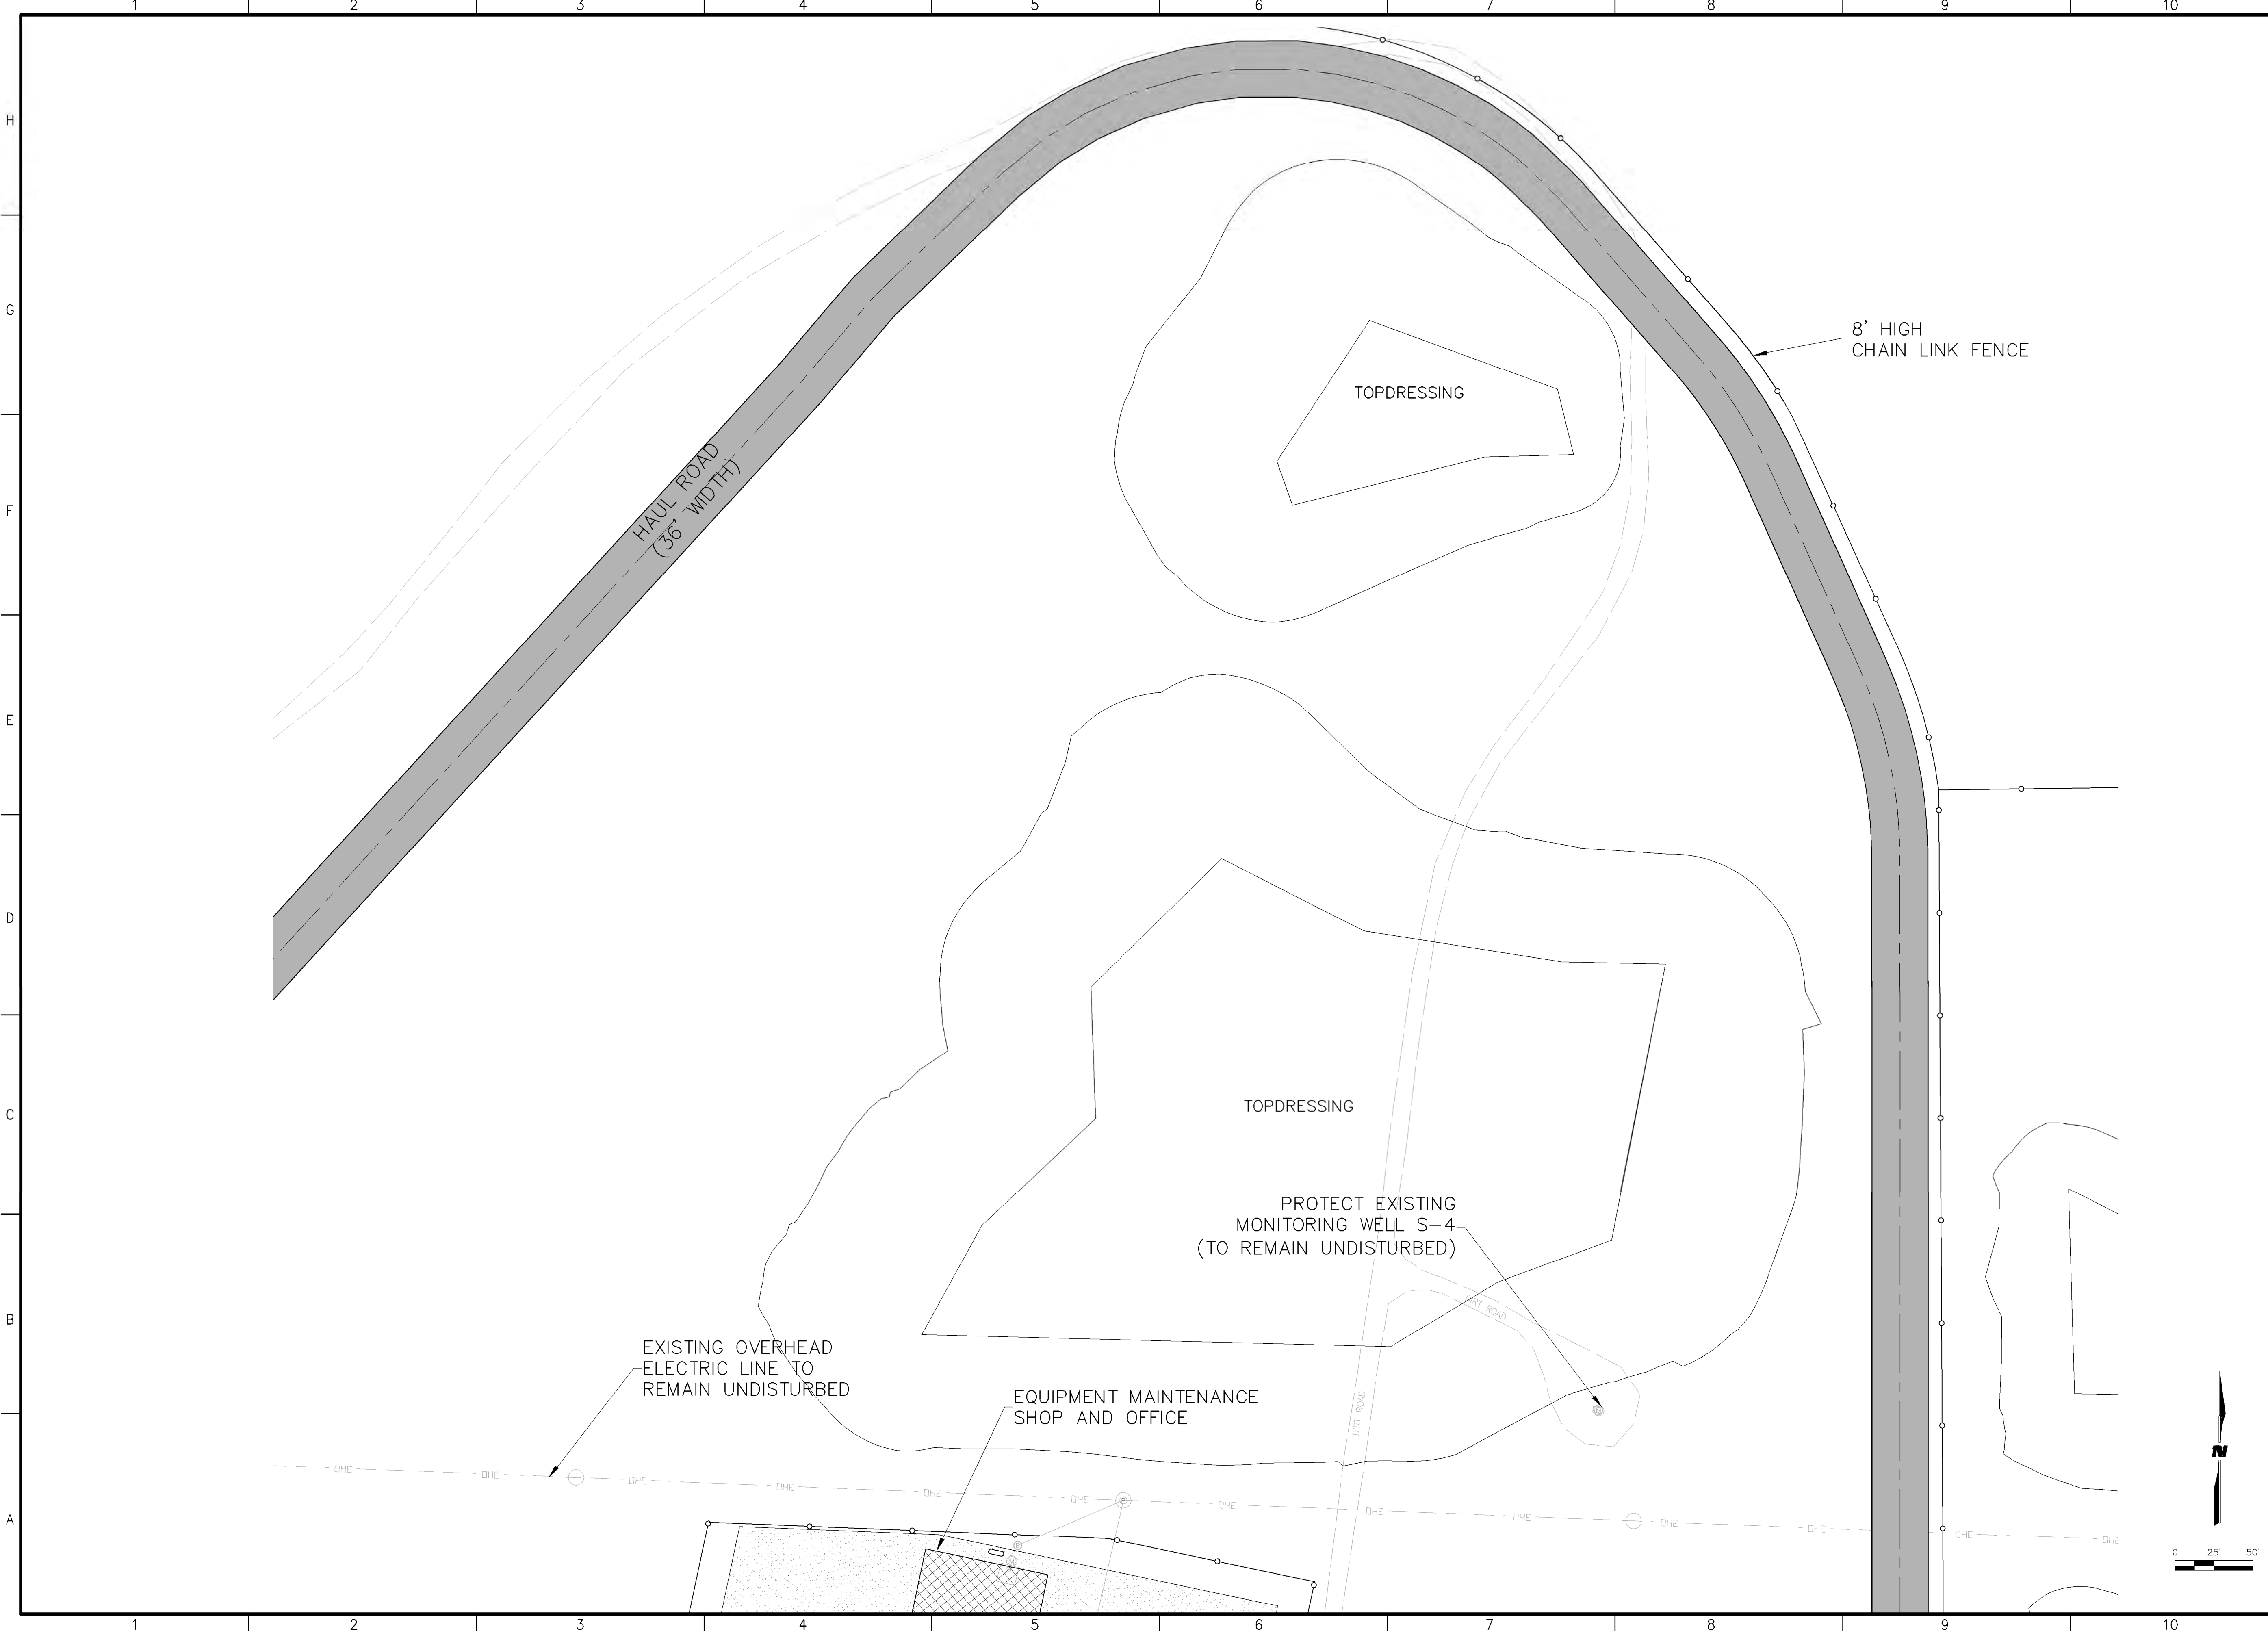 1 2 3 4 5 6 7 8 9 10
H
G
8' HIGH
CHAIN LINK FENCE
TOPDRESSING
HAUL ROAD
(36' WIDTH)
F
E
D
C
TOPDRESSING
PROTECT EXISTING
MONITORING WELL S-4
(TO REMAIN UNDISTURBED)
DIRT ROAD
B
EXISTING OVERHEAD
ELECTRIC LINE TO
REMAIN UNDISTURBED
EQUIPMENT MAINTENANCE
SHOP AND OFFICE
DIRT ROAD
N
OHE OHE OHE OHE OHE OHE OHE OHE OHE OHE OHE OHE OHE
A
0 25' 50'
1 2 3 4 5 6 7 8 9 10